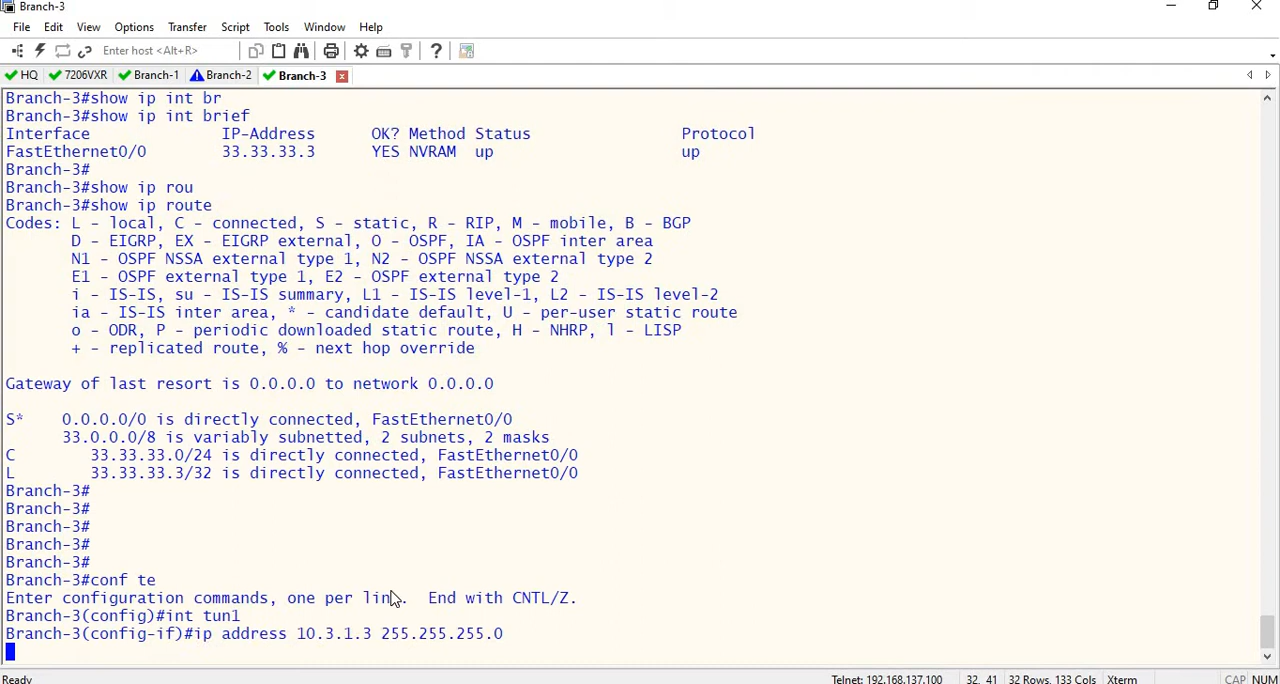 Branch-3
File Edit View Options Transfer Script Tools Window Help
Enter host <Alt+R>
HQ 7206VXR Branch-1 Branch-2 Branch-3
Branch-3#show ip int br
Branch-3#show ip int brief
Interface IP-Address OK? Method Status Protocol
FastEthernet0/0 33.33.33.3 YES NVRAM up up
Branch-3#
Branch-3#show ip rou
Branch-3#show ip route
Codes: L - local, C - connected, S - static, R - RIP, M - mobile, B - BGP
D - EIGRP, EX - EIGRP external, O - OSPF, IA - OSPF inter area
N1 - OSPF NSSA external type 1, N2 - OSPF NSSA external type 2
E1 - OSPF external type 1, E2 - OSPF external type 2
i - IS-IS, su - IS-IS summary, L1 - IS-IS level-1, L2 - IS-IS level-2
ia - IS-IS inter area, * - candidate default, U - per-user static route
o - ODR, P - periodic downloaded static route, H - NHRP, l - LISP
+ - replicated route, % - next hop override
Gateway of last resort is 0.0.0.0 to network 0.0.0.0
S* 0.0.0.0/0 is directly connected, FastEthernet0/0
33.0.0.0/8 is variably subnetted, 2 subnets, 2 masks
C 33.33.33.0/24 is directly connected, FastEthernet0/0
L 33.33.33.3/32 is directly connected, FastEthernet0/0
Branch-3#
Branch-3#
Branch-3#
Branch-3#
Branch-3#
Branch-3#conf te
Enter configuration commands, one per line. End with CNTL/Z.
Branch-3(config)#int tun1
Branch-3(config-if)#ip address 10.3.1.3 255.255.255.0
Ready Telnet: 192.168.137.100 32, 41 32 Rows, 133 Cols Xterm CAP NUM